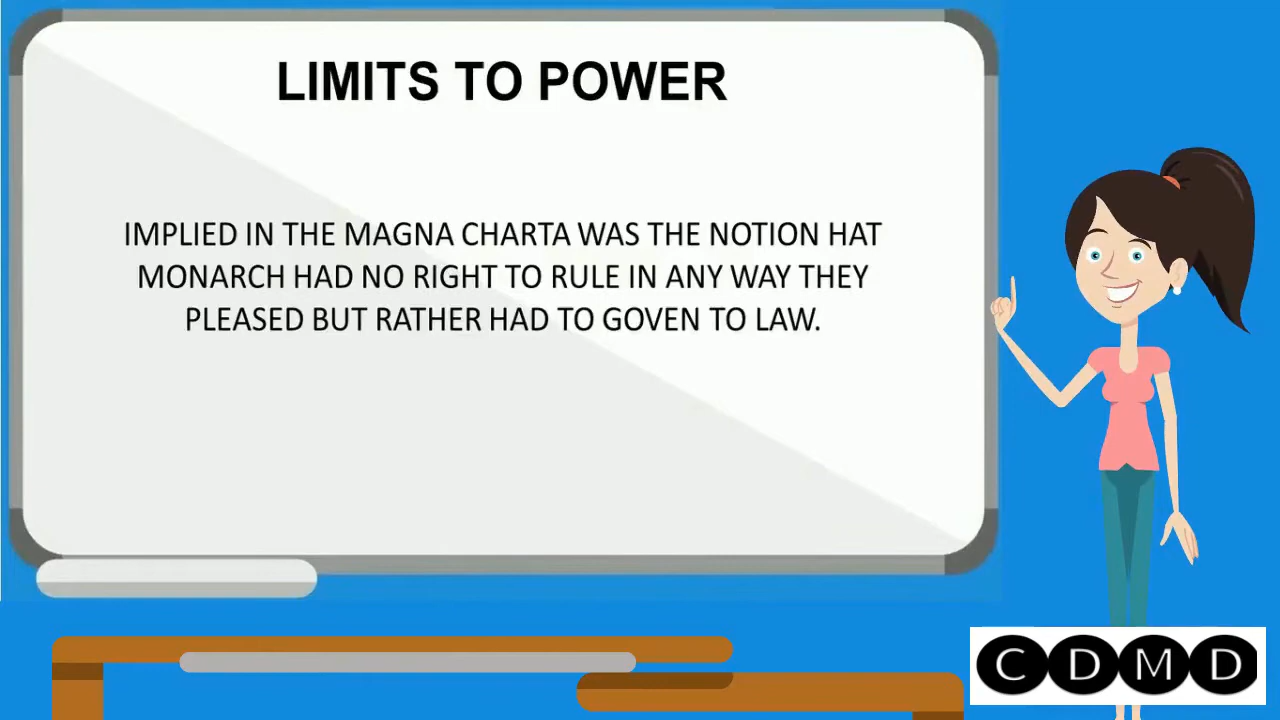 LIMITS TO POWER
IMPLIED IN THE MAGNA CHARTA WAS THE NOTION HAT
MONARCH HAD NO RIGHT TO RULE IN ANY WAY THEY
PLEASED BUT RATHER HAD TO GOVEN TO LAW.
CDMD